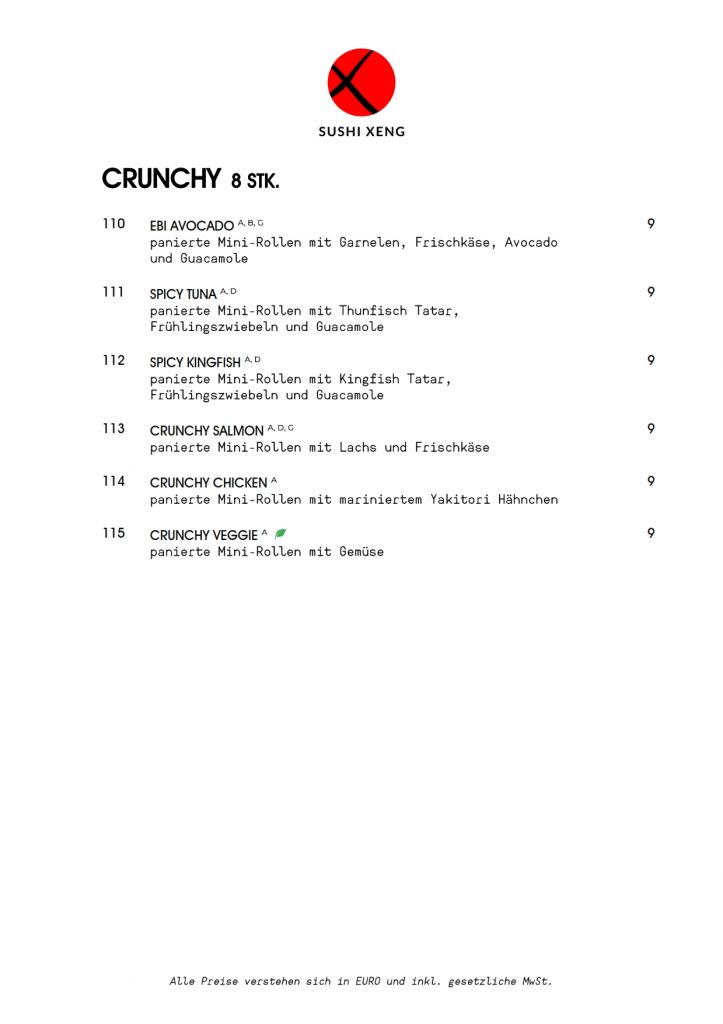 SUSHI XENG
CRUNCHY 8 STK.
110 EBI AVOCADO A, B, G 9
panierte Mini-Rollen mit Garnelen, Frischkäse, Avocado
und Guacamole
111 SPICY TUNA A, D 9
panierte Mini-Rollen mit Thunfisch Tatar,
Frühlingszwiebeln und Guacamole
112 SPICY KINGFISH A, D 9
panierte Mini-Rollen mit Kingfish Tatar,
Frühlingszwiebeln und Guacamole
113 CRUNCHY SALMON A, D, G 9
panierte Mini-Rollen mit Lachs und Frischkäse
114 CRUNCHY CHICKEN A 9
panierte Mini-Rollen mit mariniertem Yakitori Hähnchen
115 CRUNCHY VEGGIE A 9
panierte Mini-Rollen mit Gemüse
Alle Preise verstehen sich in EURO und inkl. gesetzliche MwSt.